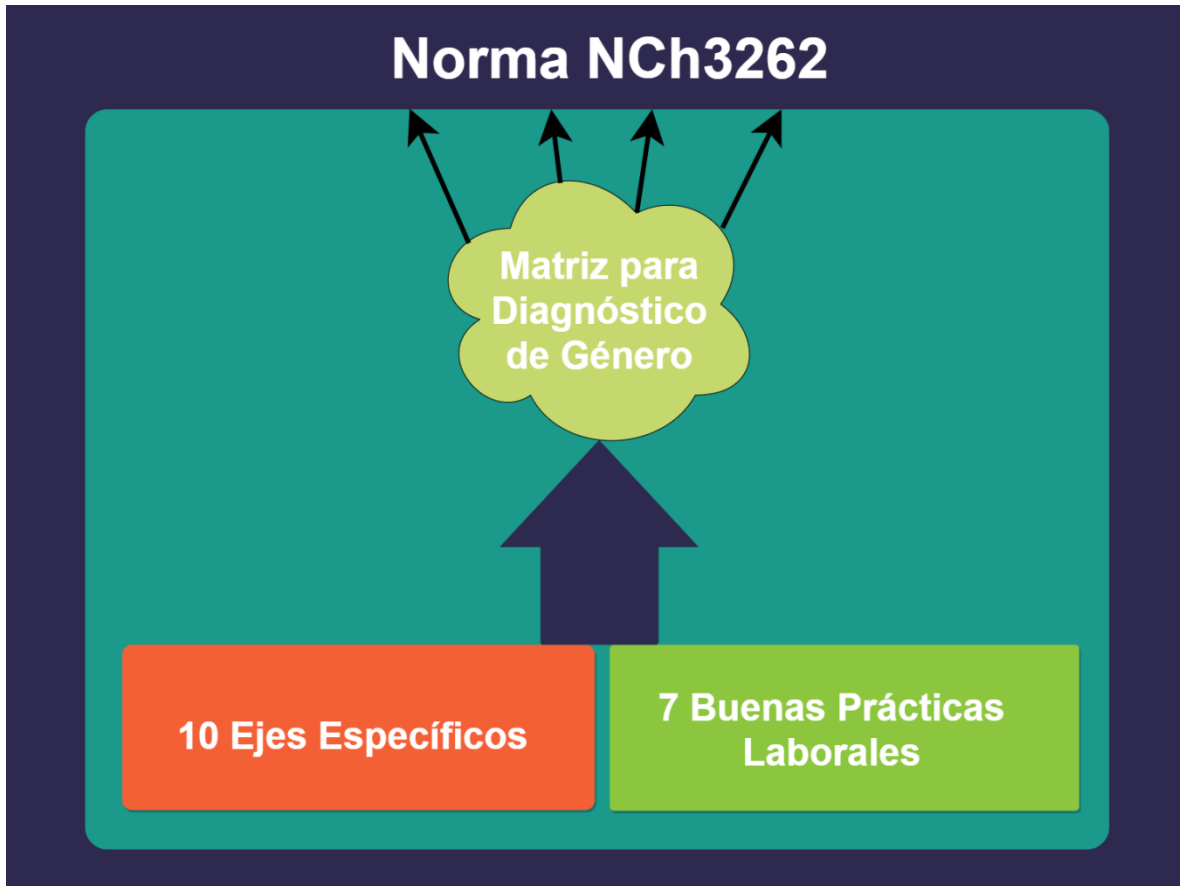 Norma NCh3262
Matriz para
Diagnóstico
de Género
10 Ejes Específicos
7 Buenas Prácticas
Laborales